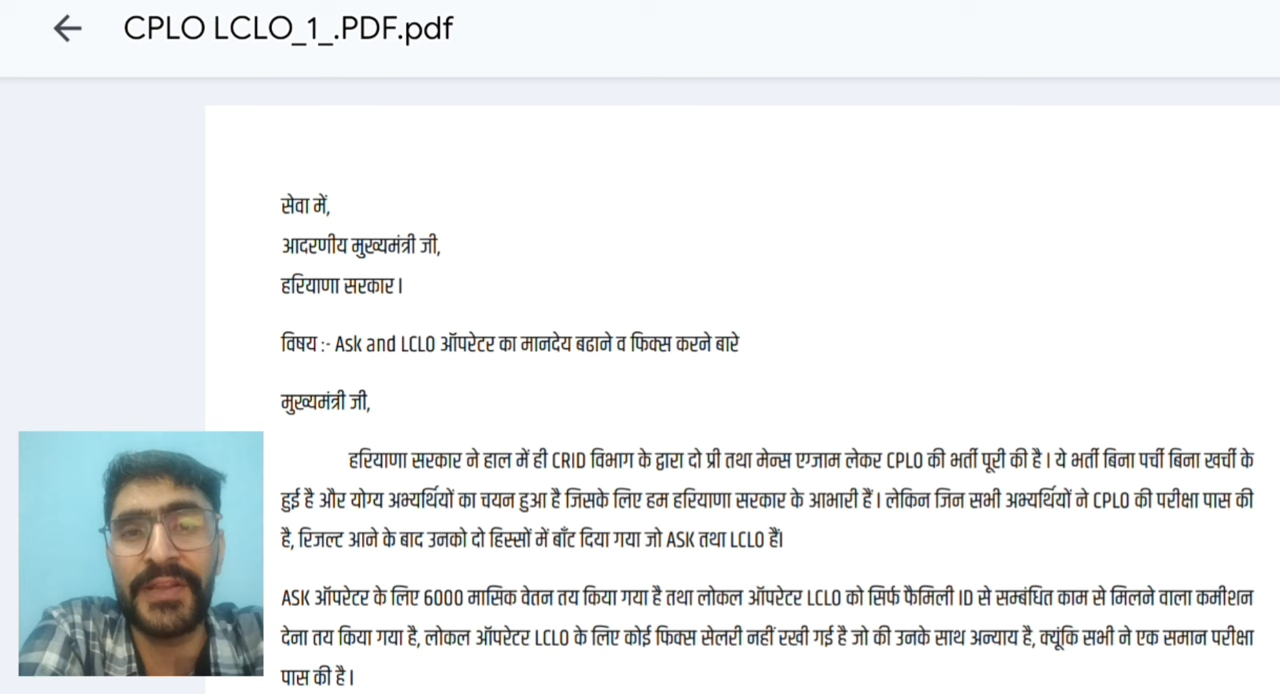 CPLO LCLO_1_.PDF.pdf
सेवा में,
आदरणीय मुख्यमंत्री जी,
हरियाणा सरकार ।
विषय :- Ask and LCLO ऑपरेटर का मानदेय बढाने व फिक्स करने बारे
मुख्यमंत्री जी,
हरियाणा सरकार ने हाल में ही CRID विभाग के द्वारा दो प्री तथा मेन्स एग्जाम लेकर CPLO की भर्ती पूरी की है । ये भर्ती बिना पर्ची बिना खर्ची के
हुई है और योग्य अभ्यर्थियों का चयन हुआ है जिसके लिए हम हरियाणा सरकार के आभारी हैं । लेकिन जिन सभी अभ्यर्थियों ने CPLO की परीक्षा पास की
है, रिजल्ट आने के बाद उनको दो हिस्सों में बाँट दिया गया जो ASK तथा LCLO हैं।
ASK ऑपरेटर के लिए 6000 मासिक वेतन तय किया गया है तथा लोकल ऑपरेटर LCLO को सिर्फ फैमिली ID से सम्बंधित काम से मिलने वाला कमीशन
देना तय किया गया है, लोकल ऑपरेटर LCLO के लिए कोई फिक्स सेलरी नहीं रखी गई है जो की उनके साथ अन्याय है, क्यूंकि सभी ने एक समान परीक्षा
पास की है ।